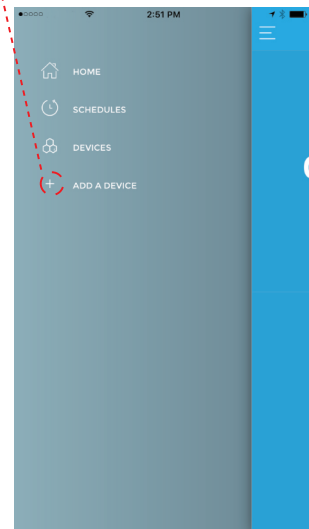 2:51 PM
HOME
SCHEDULES
DEVICES
+ ADD A DEVICE